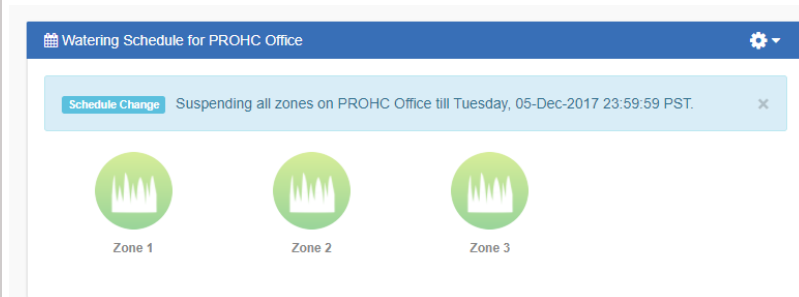 Watering Schedule for PROHC Office
Schedule Change Suspending all zones on PROHC Office till Tuesday, 05-Dec-2017 23:59:59 PST.
Zone 1 Zone 2 Zone 3